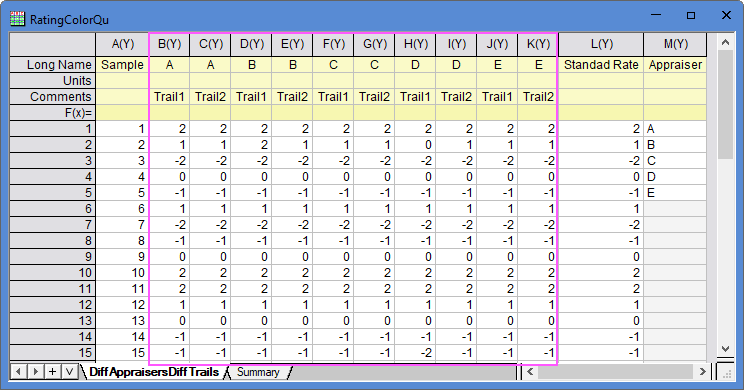 RatingColorQu
A(Y) B(Y) C(Y) D(Y) E(Y) F(Y) G(Y) H(Y) I(Y) J(Y) K(Y) L(Y) M(Y)
Long Name Sample A A B B C C D D E E Standad Rate Appraiser
Units
Comments Trail1 Trail2 Trail1 Trail2 Trail1 Trail2 Trail1 Trail2 Trail1 Trail2
F(x)=
1 1 2 2 2 2 2 2 2 2 2 2 2 A
2 2 1 1 2 1 1 1 0 1 1 1 1 B
3 3 -2 -2 -2 -2 -2 -2 -2 -2 -2 -2 -2 C
4 4 0 0 0 0 0 0 0 0 0 0 0 D
5 5 -1 -1 -1 -1 -1 -1 -1 -1 -1 -1 -1 E
6 6 1 1 1 1 1 1 1 1 1 1 1
7 7 -2 -2 -2 -2 -2 -2 -2 -2 -2 -2 -2
8 8 -1 -1 -1 -1 -1 -1 -1 -1 -1 -1 -1
9 9 0 0 0 0 0 0 0 0 0 0 0
10 10 2 2 2 2 2 2 2 2 2 2 2
11 11 2 2 2 2 2 2 2 2 2 2 2
12 12 1 1 1 1 1 1 1 1 1 1 1
13 13 0 0 0 0 0 0 0 0 0 0 0
14 14 -1 -1 -1 -1 -1 -1 -1 -1 -1 -1 -1
15 15 -1 -1 -1 -1 -1 -1 -2 -1 -1 -1 -1
DiffAppraisersDiffTrails Summary